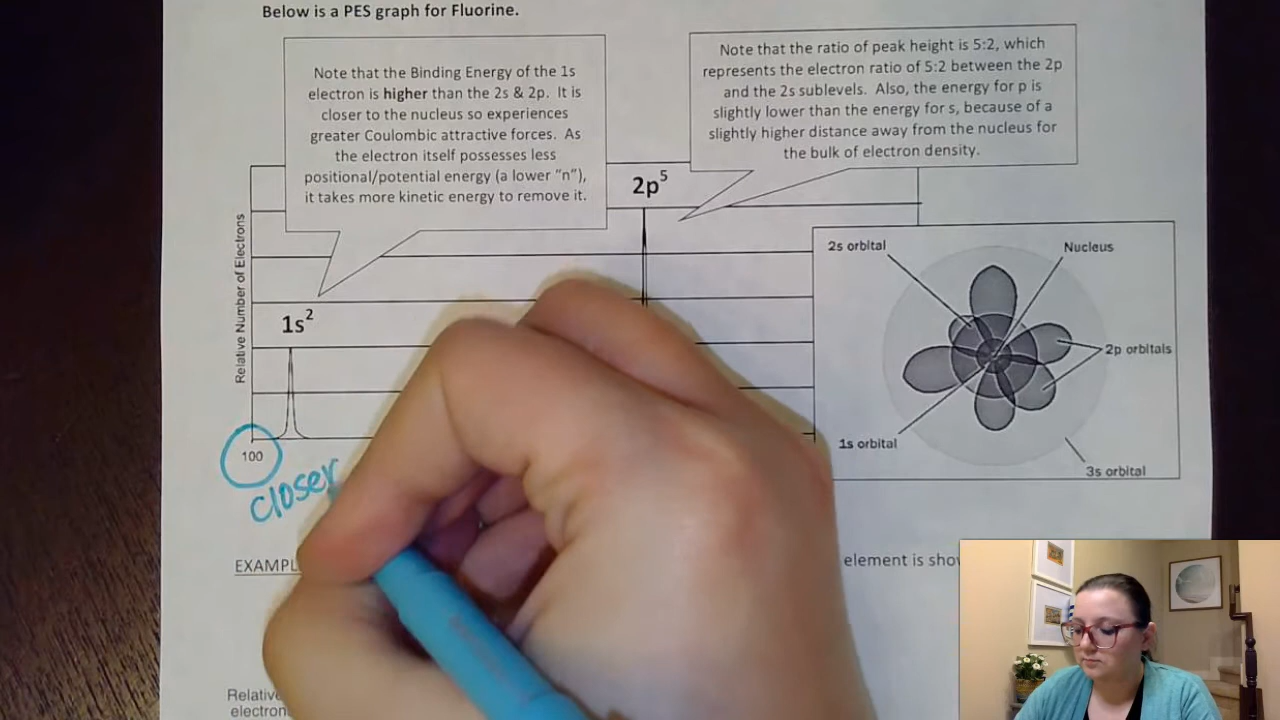 Below is a PES graph for Fluorine.
Note that the Binding Energy of the 1s
electron is higher than the 2s & 2p. It is
closer to the nucleus so experiences
greater Coulombic attractive forces. As
the electron itself possesses less
positional/potential energy (a lower “n”),
it takes more kinetic energy to remove it.
Note that the ratio of peak height is 5:2, which
represents the electron ratio of 5:2 between the 2p
and the 2s sublevels. Also, the energy for p is
slightly lower than the energy for s, because of a
slightly higher distance away from the nucleus for
the bulk of electron density.
Relative Number of Electrons
1s²
2p⁵
100
closer
2s orbital
Nucleus
2p orbitals
1s orbital
3s orbital
EXAMPL
element is show
Relative
electron